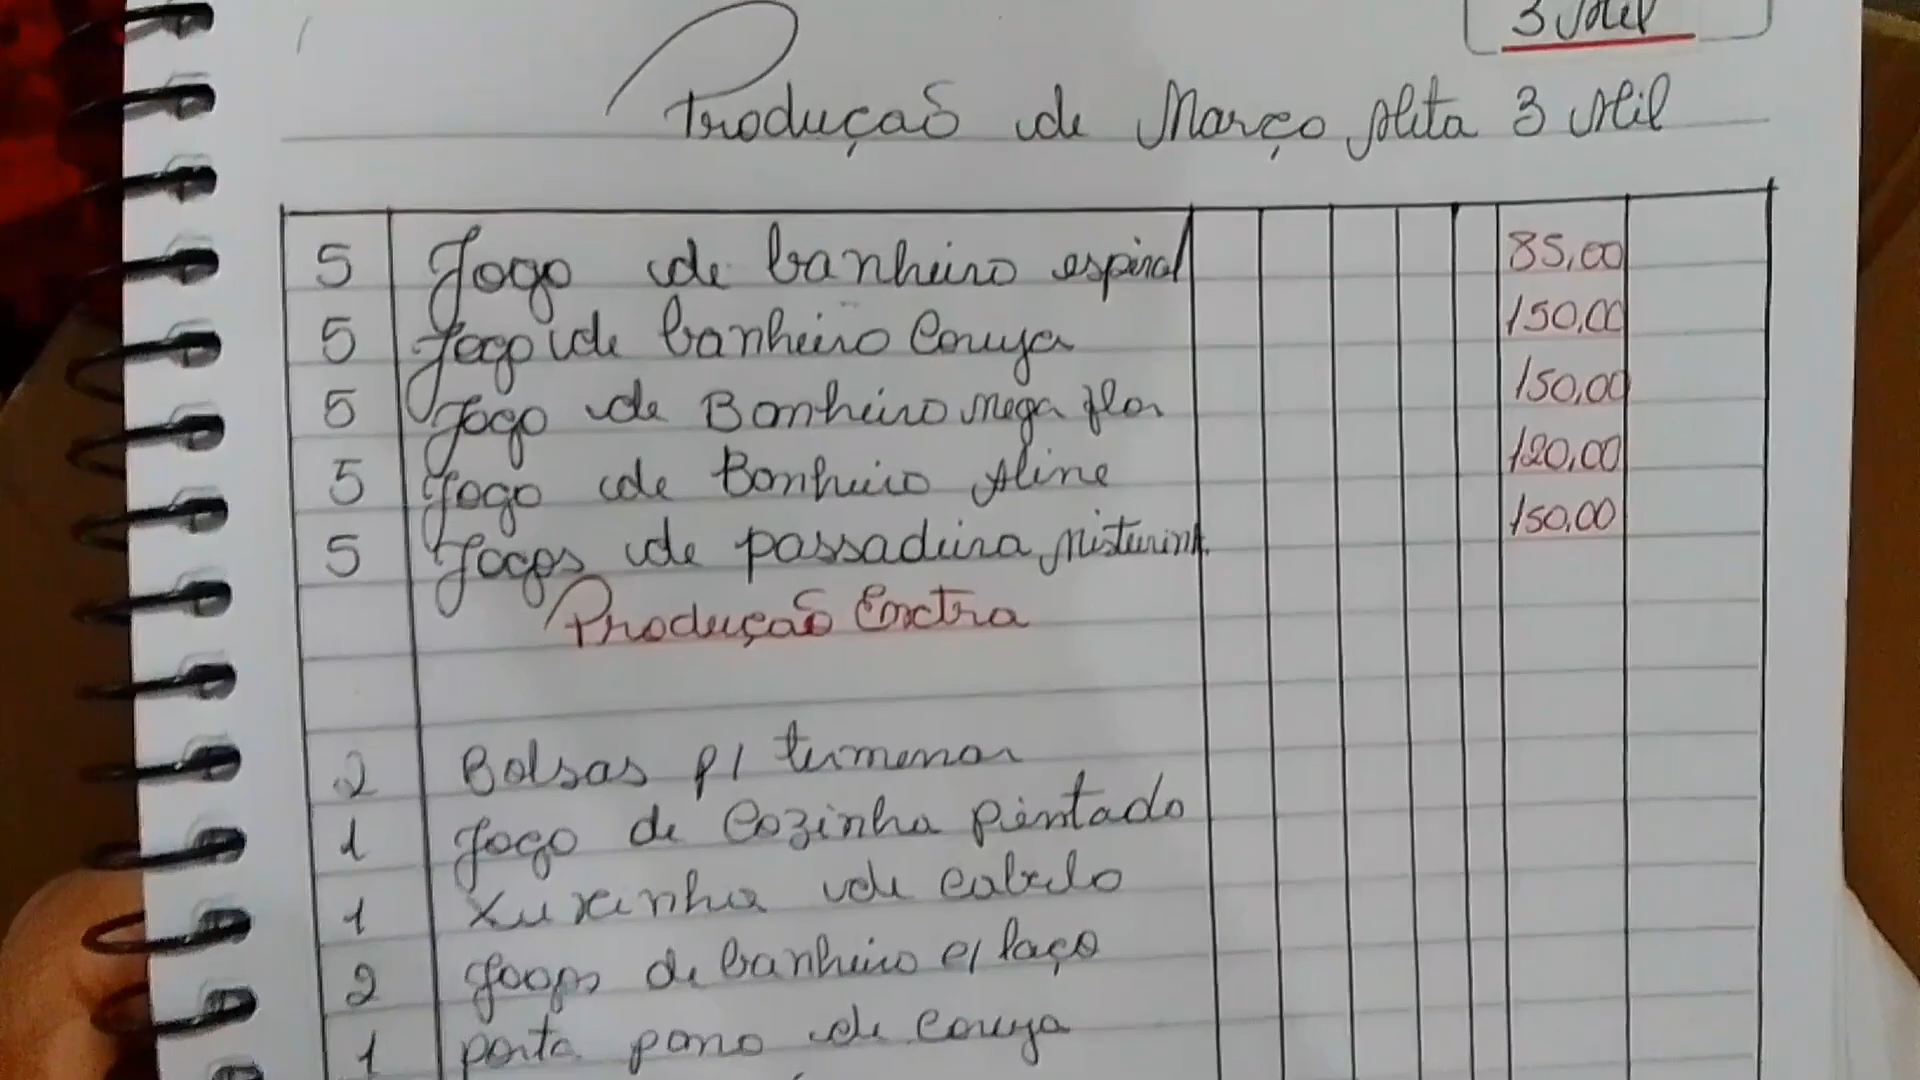 3 Mil
Produção de Março Meta 3 Mil
5 Jogo de banheiro espiral 85,00
5 Jogo de banheiro Coruja 150,00
5 Jogo de Banheiro mega flor 150,00
5 Jogo de Banheiro Aline 120,00
5 Jogos de passadeira misturinh. 150,00
Produção Exctra
2 Bolsas p/ terminar
1 Jogo de Cozinha pintado
1 Xuxinha de cabelo
2 Jogos de banheiro c/ laço
1 porta pano de coruja